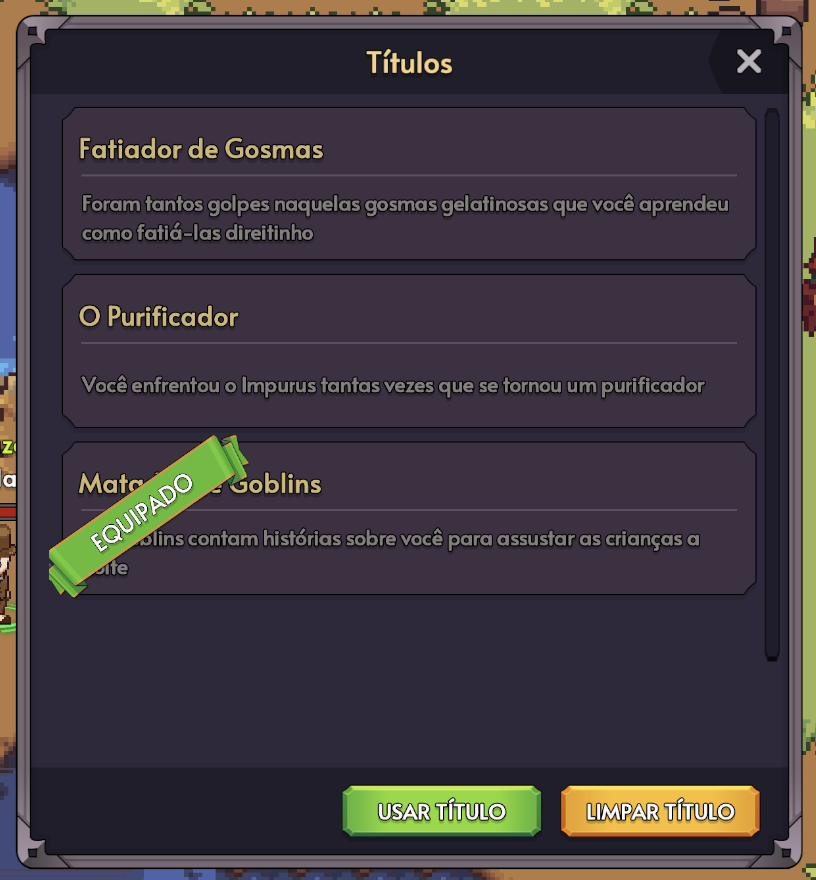 Títulos
Fatiador de Gosmas
Foram tantos golpes naquelas gosmas gelatinosas que você aprendeu
como fatiá-las direitinho
O Purificador
Você enfrentou o Impurus tantas vezes que se tornou um purificador
Goblins
EQUIPADO
contam histórias sobre você para assustar as crianças a
USAR TÍTULO
LIMPAR TÍTULO